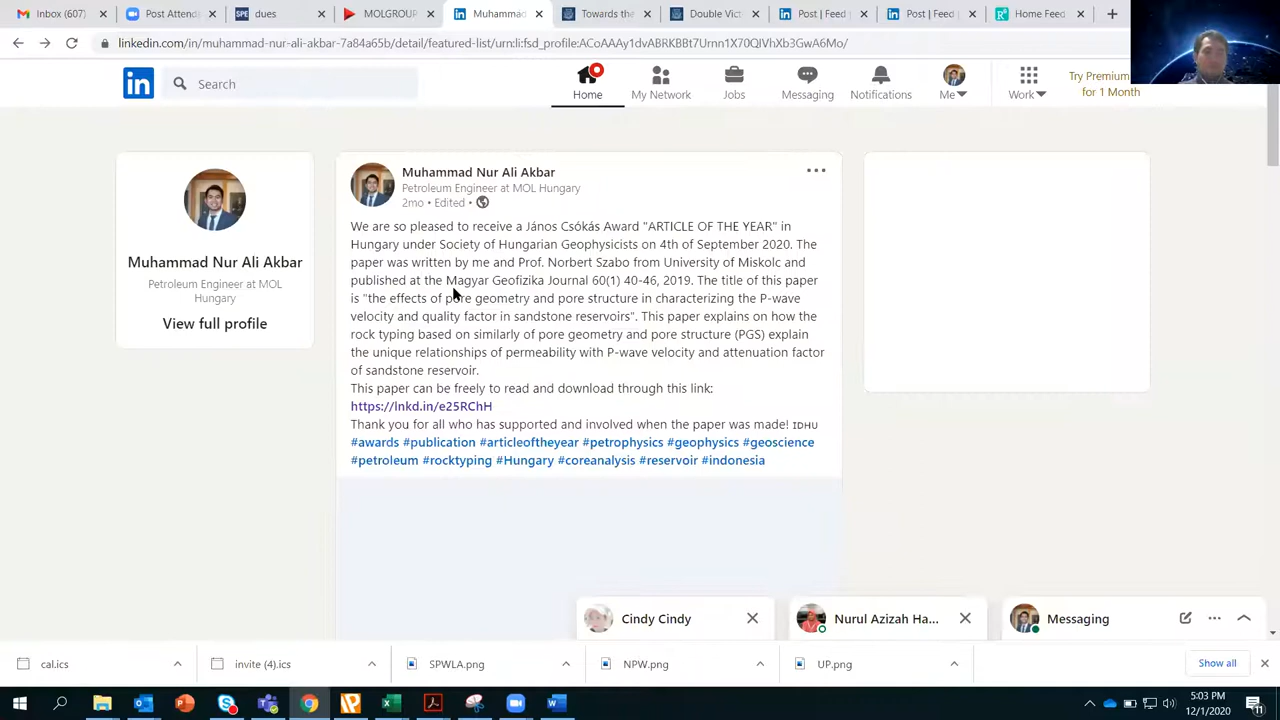 Inbox (607)
Post Attend
SPE dues
MOLGROUP
Muhamma
Towards the
Double Vict
Post | Feed
Post | Feed
Home Feed
linkedin.com/in/muhammad-nur-ali-akbar-7a84a65b/detail/featured-list/urn:li:fsd_profile:ACoAAAy1dvABRKBBt7Urnn1X70QJVhXb3GwA6Mo/
in
Search
Home
My Network
Jobs
Messaging
Notifications
Me
Work
Try Premium
for 1 Month
Muhammad Nur Ali Akbar
Petroleum Engineer at MOL
Hungary
View full profile
Muhammad Nur Ali Akbar
Petroleum Engineer at MOL Hungary
2mo • Edited •
We are so pleased to receive a János Csókás Award "ARTICLE OF THE YEAR" in
Hungary under Society of Hungarian Geophysicists on 4th of September 2020. The
paper was written by me and Prof. Norbert Szabo from University of Miskolc and
published at the Magyar Geofizika Journal 60(1) 40-46, 2019. The title of this paper
is "the effects of pore geometry and pore structure in characterizing the P-wave
velocity and quality factor in sandstone reservoirs". This paper explains on how the
rock typing based on similarly of pore geometry and pore structure (PGS) explain
the unique relationships of permeability with P-wave velocity and attenuation factor
of sandstone reservoir.
This paper can be freely to read and download through this link:
https://lnkd.in/e25RChH
Thank you for all who has supported and involved when the paper was made! IDHU
#awards #publication #articleoftheyear #petrophysics #geophysics #geoscience
#petroleum #rocktyping #Hungary #coreanalysis #reservoir #indonesia
Cindy Cindy
Nurul Azizah Ha...
Messaging
cal.ics
invite (4).ics
SPWLA.png
NPW.png
UP.png
Show all
5:03 PM
12/1/2020
11